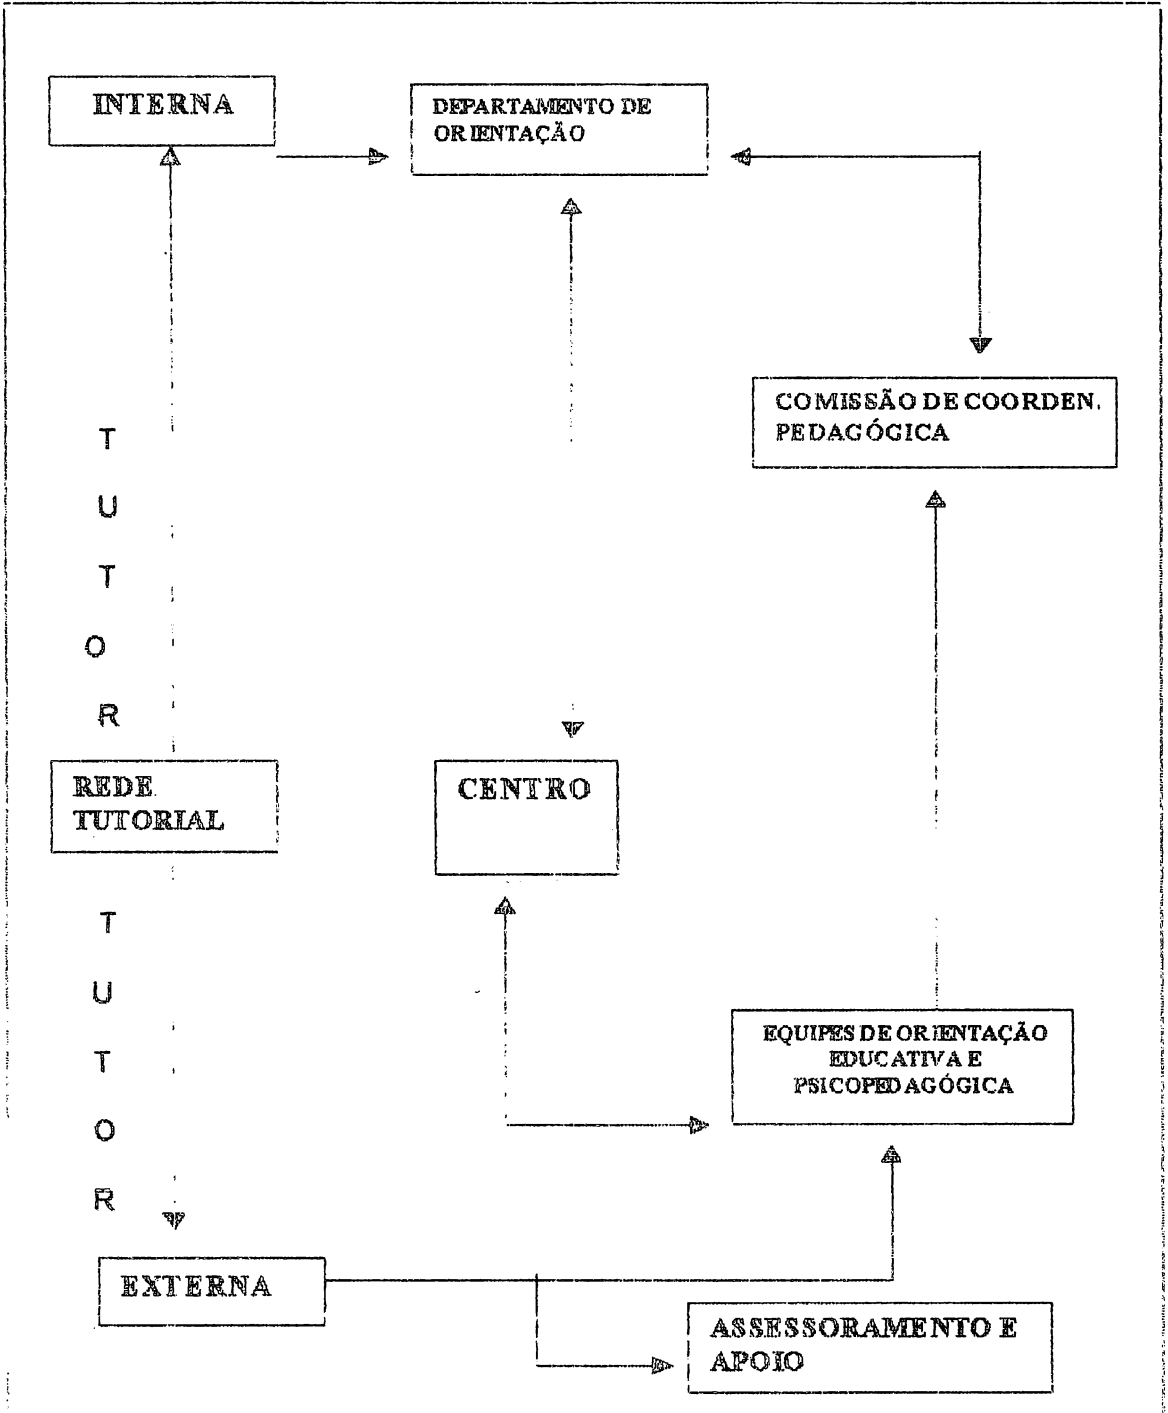 INTERNA
DEPARTAMENTO DE
ORIENTAÇÃO
COMISSÃO DE COORDEN.
PEDAGÓGICA
T
U
T
O
R
REDE
TUTORIAL
CENTRO
T
U
T
O
R
EQUIPES DE ORIENTAÇÃO
EDUCATIVA E
PSICOPEDAGÓGICA
EXTERNA
ASSESSORAMENTO E
APOIO